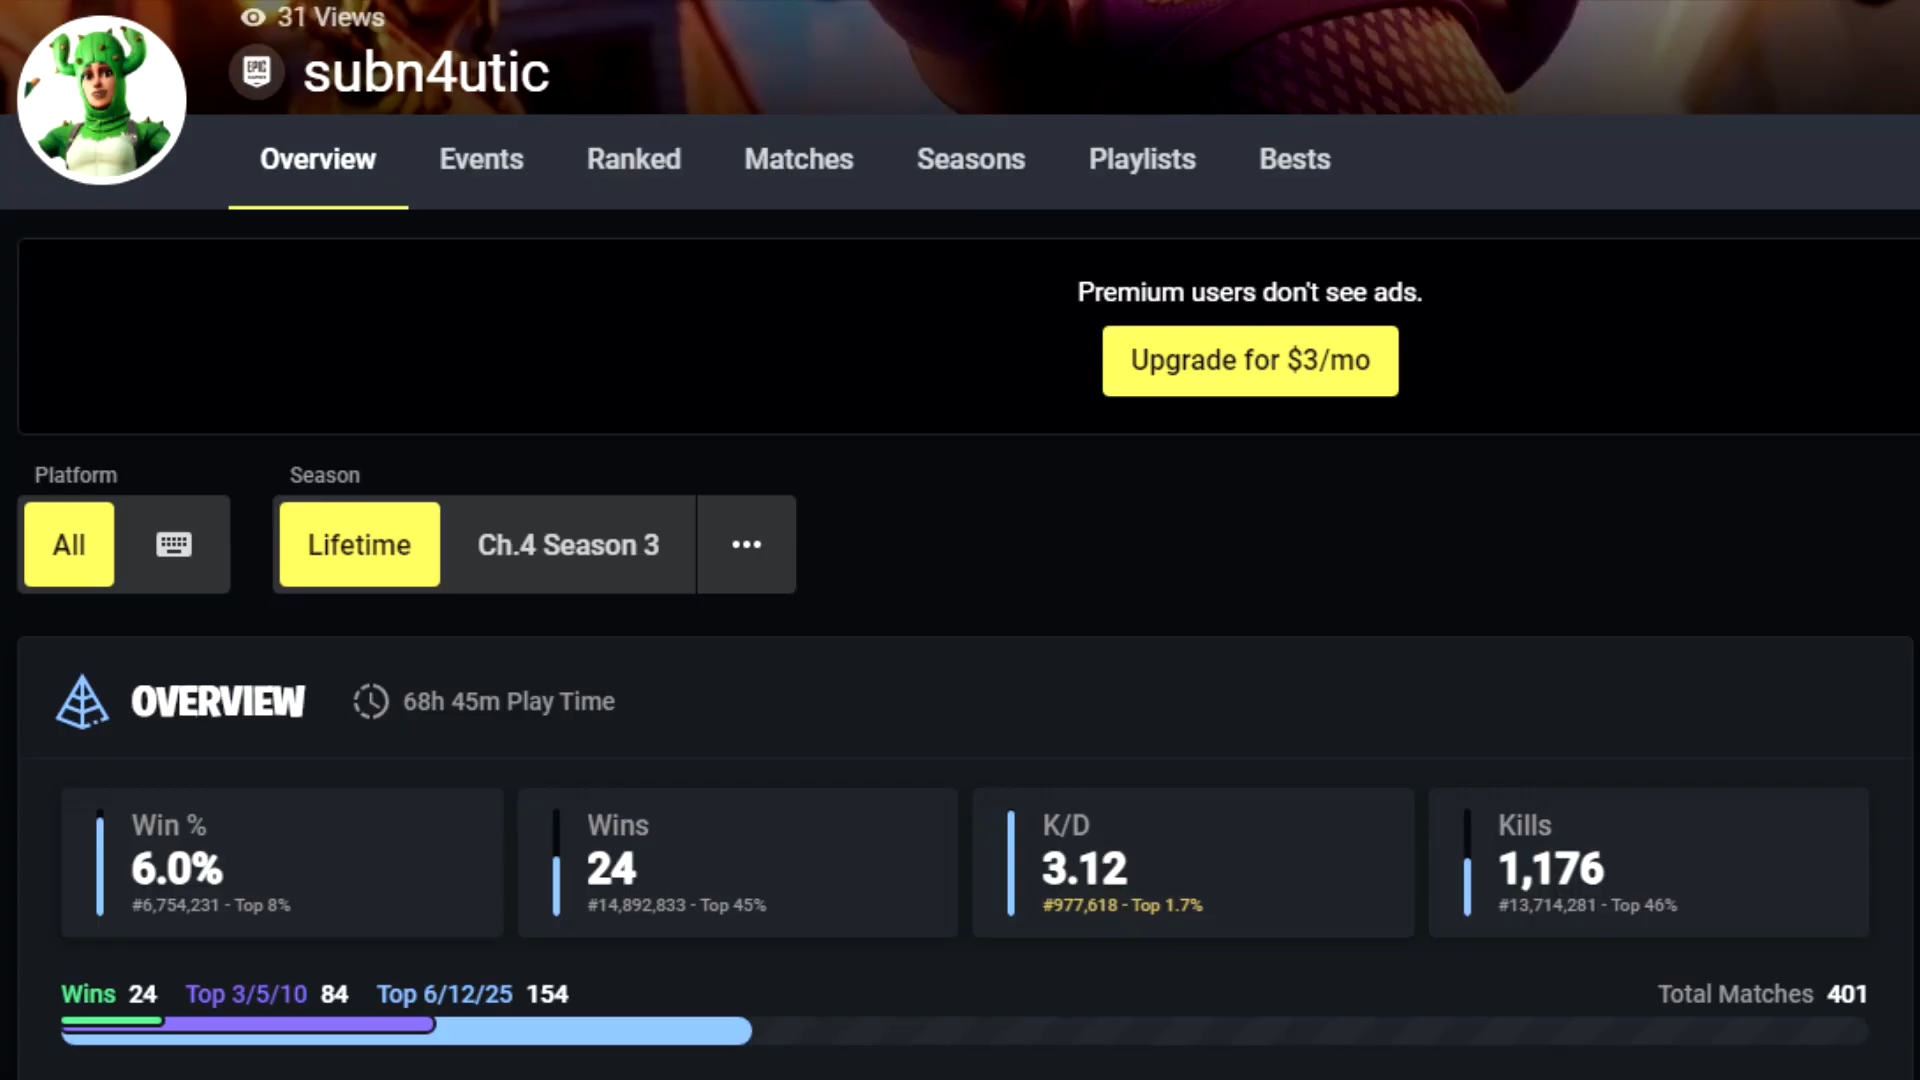 31 Views
EPIC GAMES
subn4utic
Overview Events Ranked Matches Seasons Playlists Bests
Premium users don't see ads.
Upgrade for $3/mo
Platform Season
All Lifetime Ch.4 Season 3 •••
OVERVIEW 68h 45m Play Time
Win % Wins K/D Kills
6.0% 24 3.12 1,176
#6,754,231 - Top 8% #14,892,833 - Top 45% #977,618 - Top 1.7% #13,714,281 - Top 46%
Wins 24 Top 3/5/10 84 Top 6/12/25 154 Total Matches 401